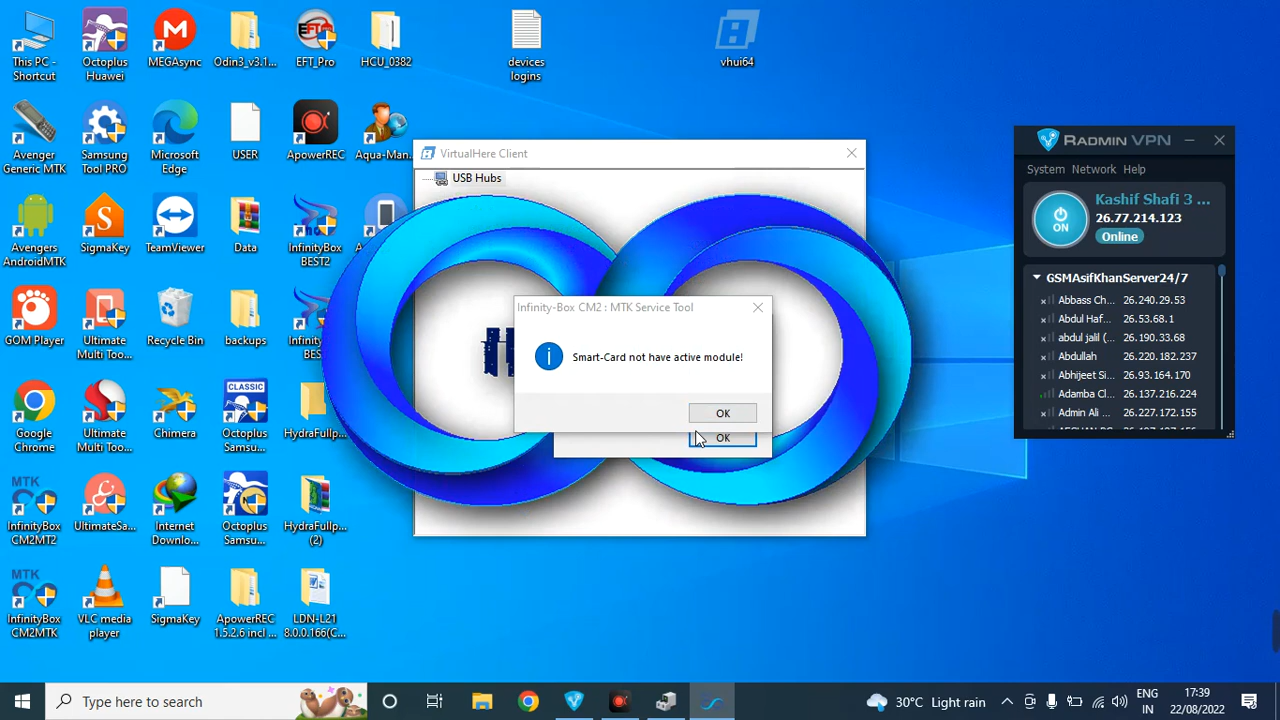 This PC -
Shortcut
Octoplus
Huawei
MEGAsync
Odin3_v3.1...
EFT_Pro
HCU_0382
devices
logins
vhui64
Avenger
Generic MTK
Samsung
Tool PRO
Microsoft
Edge
USER
ApowerREC
Aqua-Man...
Avengers
AndroidMTK
SigmaKey
TeamViewer
Data
InfinityBox
BEST2
GOM Player
Ultimate
Multi Too...
Recycle Bin
backups
Google
Chrome
Ultimate
Multi Too...
Chimera
CLASSIC
Octoplus
Samsu...
HydraFu...
MTK
InfinityBox
CM2MT2
UltimateSa...
Internet
Downlo...
Octoplus
Samsu...
HydraFullp...
(2)
MTK
InfinityBox
CM2MTK
VLC media
player
SigmaKey
ApowerREC
1.5.2.6 incl ...
LDN-L21
8.0.0.166(C...
VirtualHere Client
USB Hubs
Infinity-Box CM2 : MTK Service Tool
Smart-Card not have active module!
OK
OK
RADMIN VPN
System Network Help
ON
Kashif Shafi 3 ...
26.77.214.123
Online
GSMAsifKhanServer24/7
Abbass Ch... 26.240.29.53
Abdul Haf... 26.53.68.1
abdul jalil (... 26.190.33.68
Abdullah 26.220.182.237
Abhijeet Si... 26.93.164.170
Adamba Cl... 26.137.216.224
Admin Ali ... 26.227.172.155
Type here to search
30°C Light rain
ENG
IN
17:39
22/08/2022